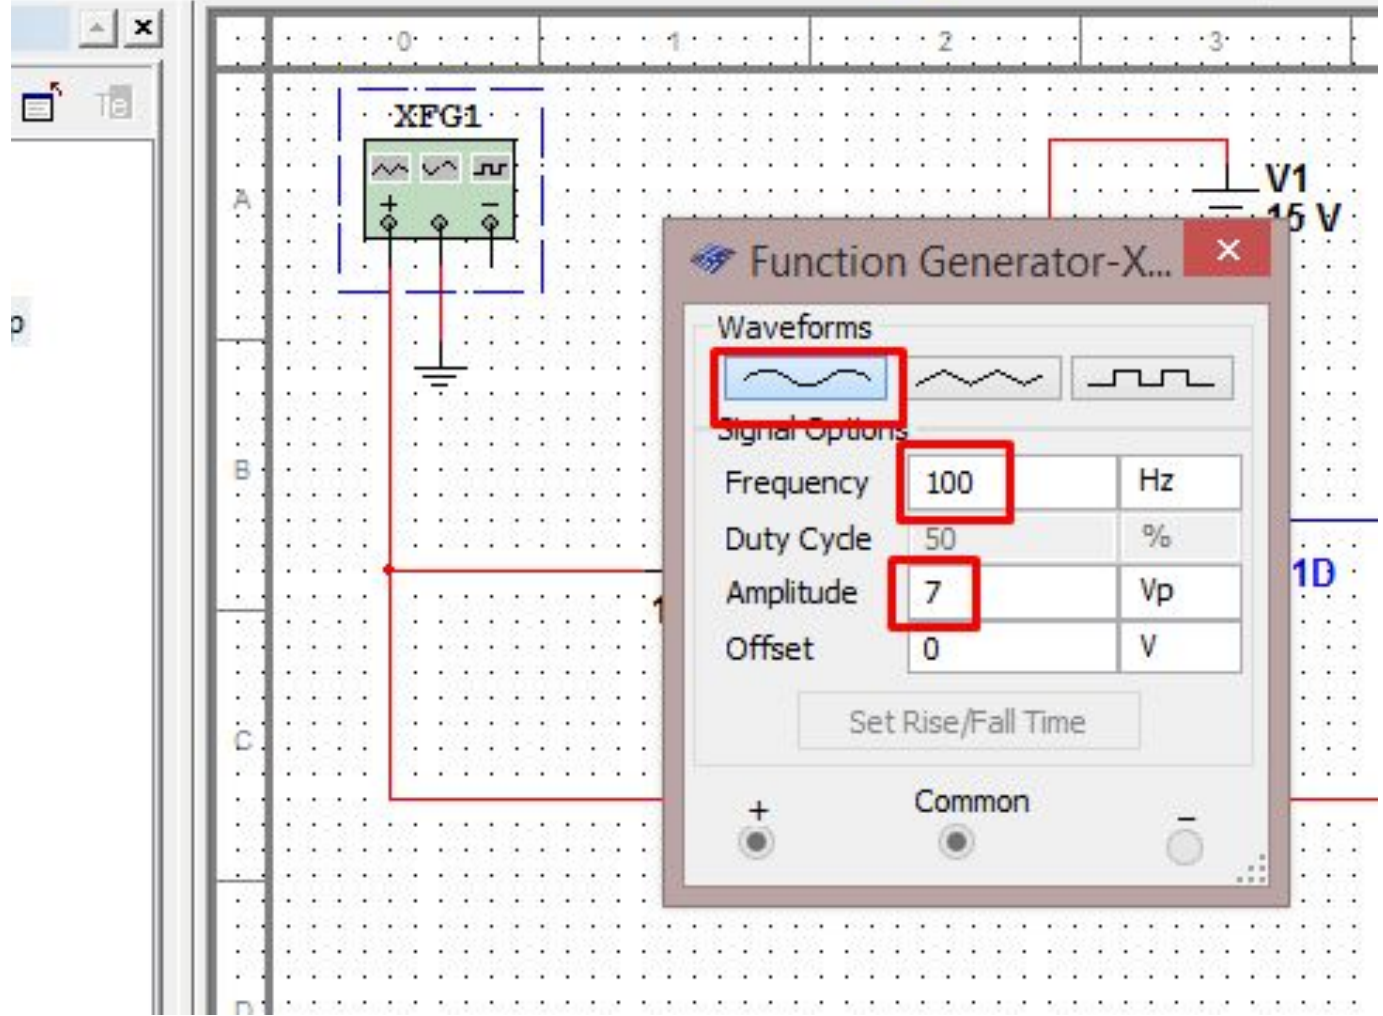 0 1 2 3
XFG1
+ −
A
V1
15 V
Function Generator-X...
Waveforms
Signal Options
B
Frequency 100 Hz
Duty Cycle 50 %
1D
Amplitude 7 Vp
Offset 0 V
Set Rise/Fall Time
C
+ Common −
D